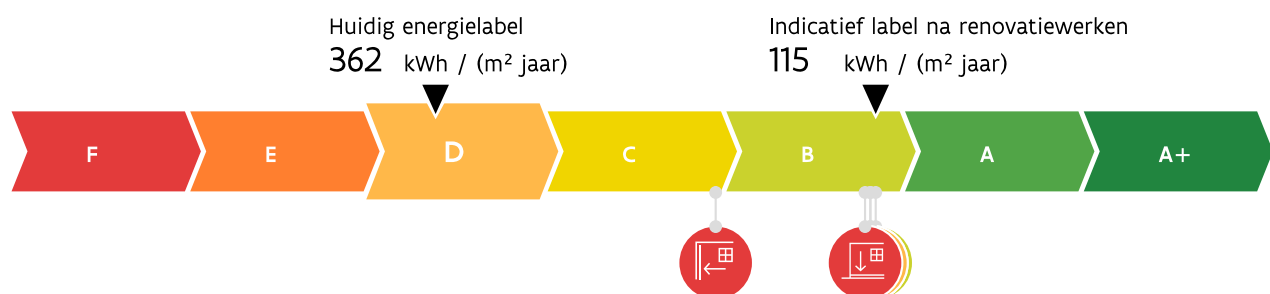 Huidig energielabel
362 kWh / (m² jaar)
Indicatief label na renovatiewerken
115 kWh / (m² jaar)
F E D C B A A+